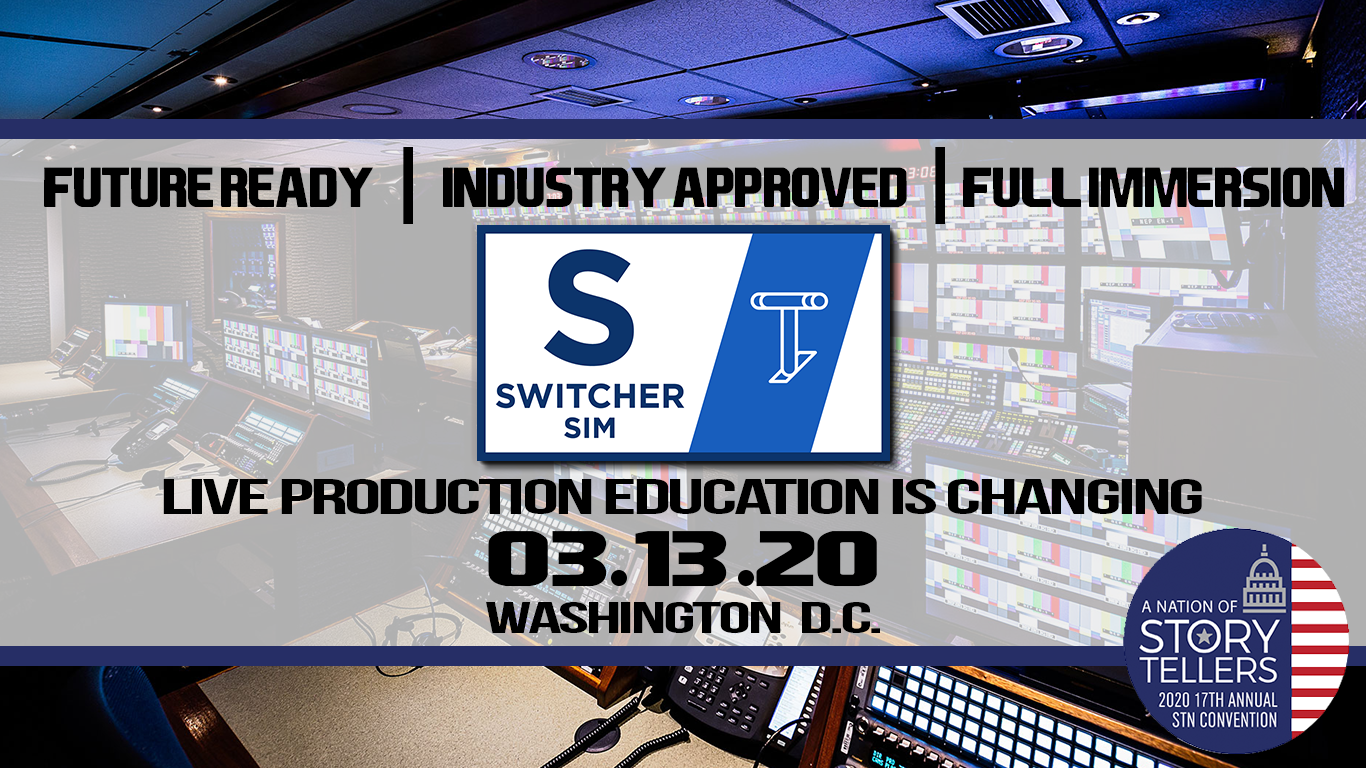 FUTURE READY | INDUSTRY APPROVED | FULL IMMERSION
S
SWITCHER
SIM
LIVE PRODUCTION EDUCATION IS CHANGING
03.13.20
WASHINGTON D.C.
A NATION OF
STORY
TELLERS
2020 17TH ANNUAL
STN CONVENTION